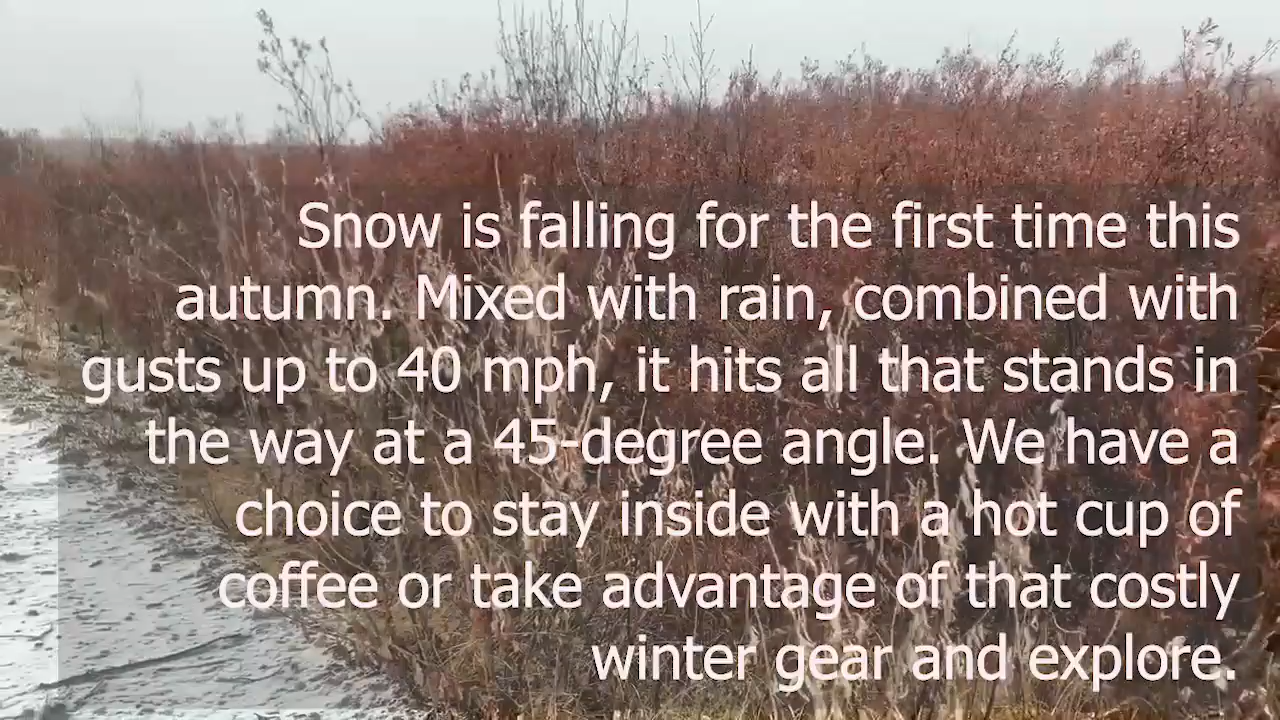 Snow is falling for the first time this
autumn. Mixed with rain, combined with
gusts up to 40 mph, it hits all that stands in
the way at a 45-degree angle. We have a
choice to stay inside with a hot cup of
coffee or take advantage of that costly
winter gear and explore.